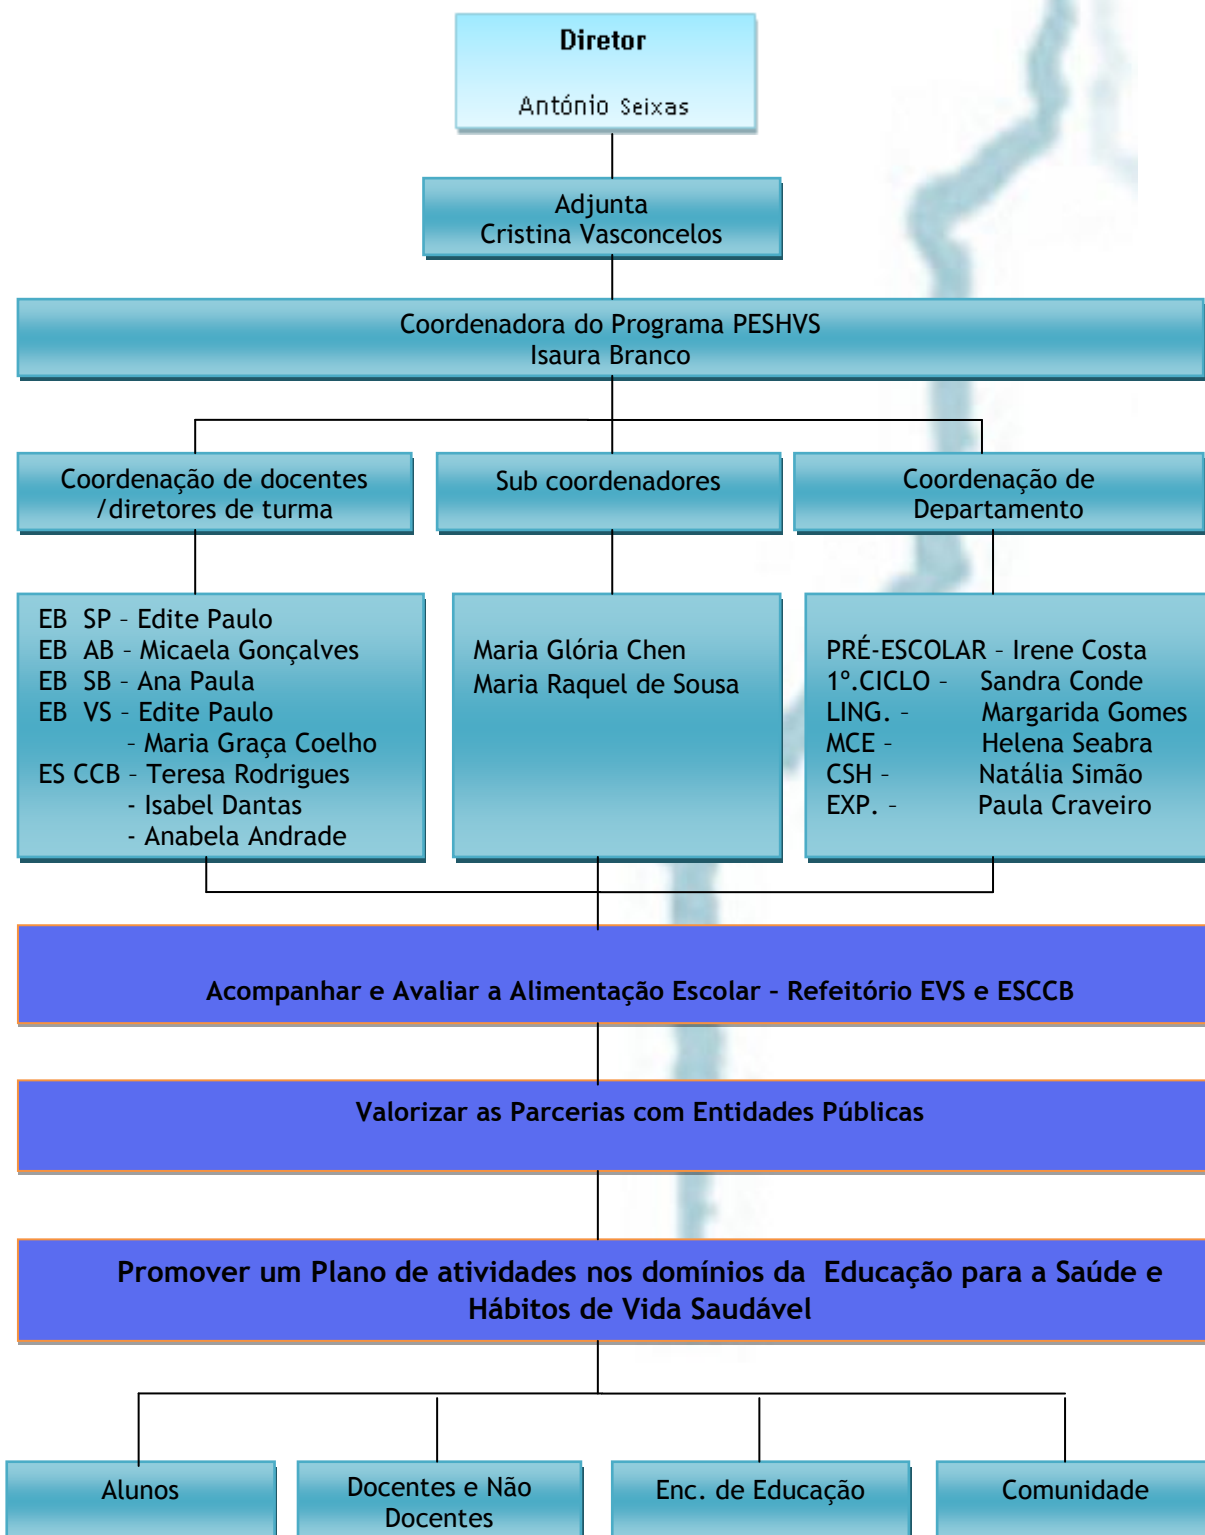 Diretor
António Seixas
Adjunta
Cristina Vasconcelos
Coordenadora do Programa PESHVS
Isaura Branco
Coordenação de docentes
/diretores de turma
Sub coordenadores
Coordenação de
Departamento
EB SP – Edite Paulo
EB AB – Micaela Gonçalves
EB SB – Ana Paula
EB VS – Edite Paulo
– Maria Graça Coelho
ES CCB – Teresa Rodrigues
- Isabel Dantas
- Anabela Andrade
Maria Glória Chen
Maria Raquel de Sousa
PRÉ-ESCOLAR – Irene Costa
1º.CICLO – Sandra Conde
LING. – Margarida Gomes
MCE – Helena Seabra
CSH – Natália Simão
EXP. – Paula Craveiro
Acompanhar e Avaliar a Alimentação Escolar – Refeitório EVS e ESCCB
Valorizar as Parcerias com Entidades Públicas
Promover um Plano de atividades nos domínios da Educação para a Saúde e
Hábitos de Vida Saudável
Alunos
Docentes e Não
Docentes
Enc. de Educação
Comunidade